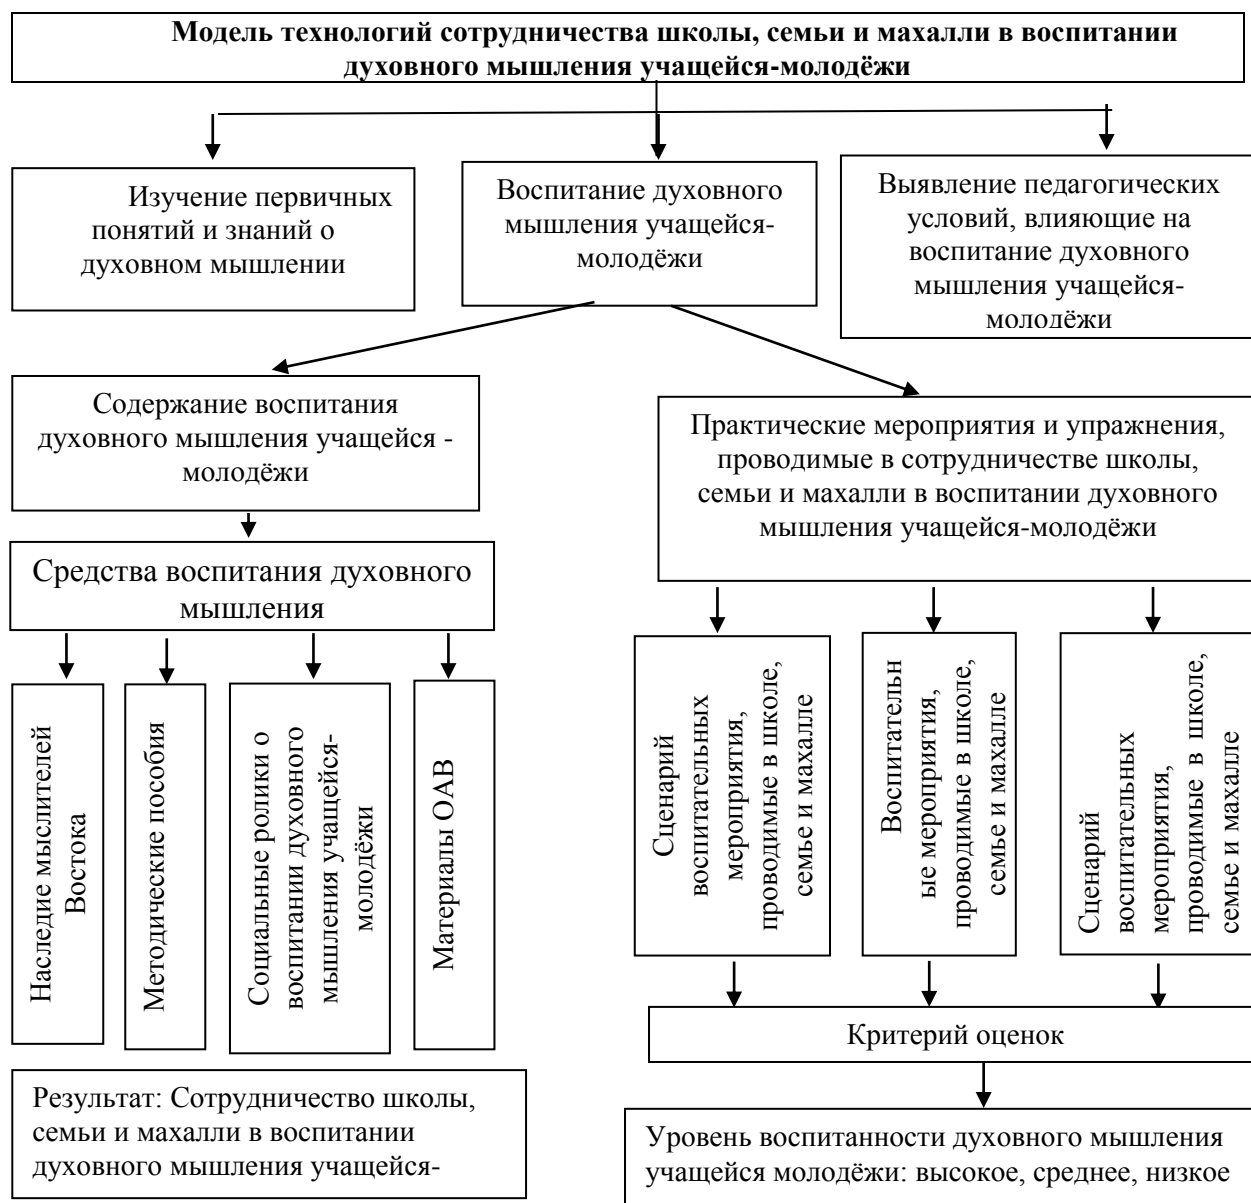 Модель технологий сотрудничества школы, семьи и махалли в воспитании
духовного мышления учащейся-молодёжи
Изучение первичных
понятий и знаний о
духовном мышлении
Воспитание духовного
мышления учащейся-
молодёжи
Выявление педагогических
условий, влияющие на
воспитание духовного
мышления учащейся-
молодёжи
Содержание воспитания
духовного мышления учащейся -
молодёжи
Практические мероприятия и упражнения,
проводимые в сотрудничестве школы,
семьи и махалли в воспитании духовного
мышления учащейся-молодёжи
Средства воспитания духовного
мышления
Наследие мыслителей
Востока
Методические пособия
Социальные ролики о
воспитании духовного
мышления учащейся-
молодёжи
Материалы ОАВ
Сценарий
воспитательных
мероприятия,
проводимые в школе,
семье и махалле
Воспитательн
ые мероприятия,
проводимые в школе,
семье и махалле
Сценарий
воспитательных
мероприятия,
проводимые в школе,
семье и махалле
Критерий оценок
Результат: Сотрудничество школы,
семьи и махалли в воспитании
духовного мышления учащейся-
Уровень воспитанности духовного мышления
учащейся молодёжи: высокое, среднее, низкое